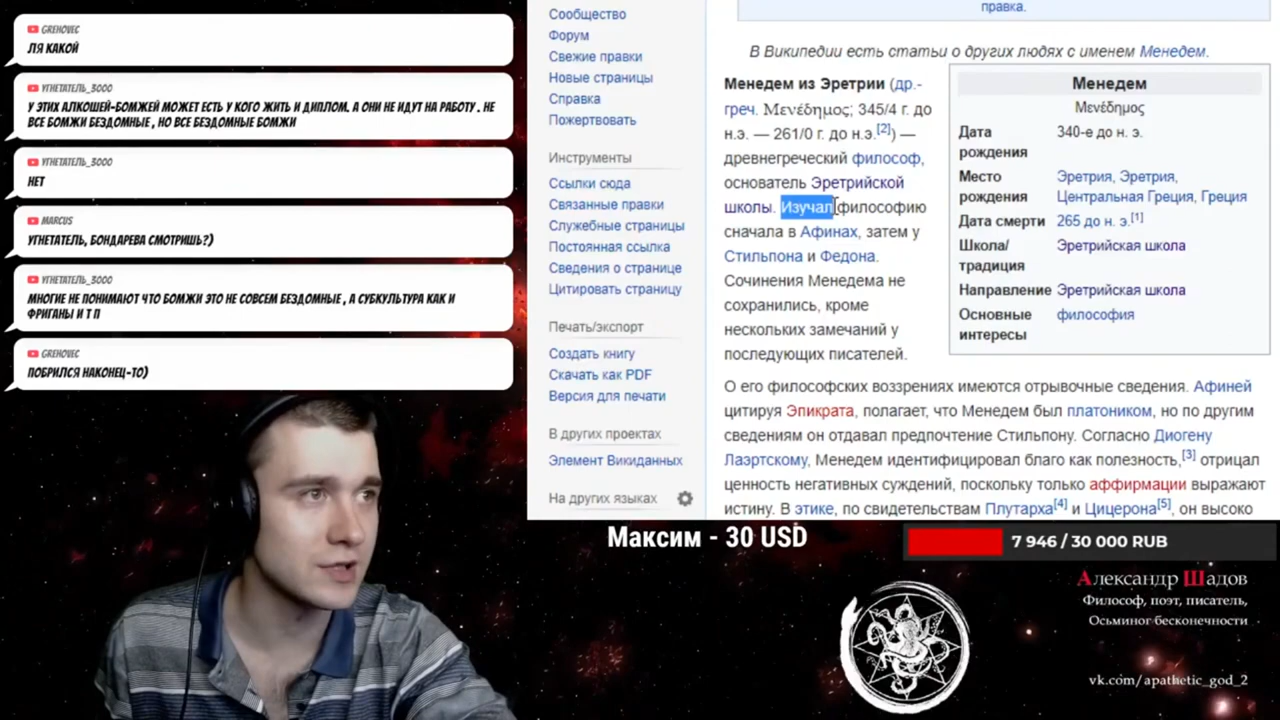 GREHOVEC
ЛЯ КАКОЙ
УГНЕТАТЕЛЬ_3000
У ЭТИХ АЛКОШЕЙ-БОМЖЕЙ МОЖЕТ ЕСТЬ У КОГО ЖИТЬ И ДИПЛОМ. А ОНИ НЕ ИДУТ НА РАБОТУ . НЕ
ВСЕ БОМЖИ БЕЗДОМНЫЕ , НО ВСЕ БЕЗДОМНЫЕ БОМЖИ
УГНЕТАТЕЛЬ_3000
НЕТ
MARCUS
УГНЕТАТЕЛЬ, БОНДАРЕВА СМОТРИШЬ?)
УГНЕТАТЕЛЬ_3000
МНОГИЕ НЕ ПОНИМАЮТ ЧТО БОМЖИ ЭТО НЕ СОВСЕМ БЕЗДОМНЫЕ , А СУБКУЛЬТУРА КАК И
ФРИГАНЫ И Т П
GREHOVEC
ПОБРИЛСЯ НАКОНЕЦ-ТО)
Сообщество
Форум
Свежие правки
Новые страницы
Справка
Пожертвовать
Инструменты
Ссылки сюда
Связанные правки
Служебные страницы
Постоянная ссылка
Сведения о странице
Цитировать страницу
Печать/экспорт
Создать книгу
Скачать как PDF
Версия для печати
В других проектах
Элемент Викиданных
На других языках
правка.
В Википедии есть статьи о других людях с именем Менедем.
Менедем из Эретрии (др.-
греч. Μενέδημος; 345/4 г. до
н.э. — 261/0 г. до н.э.[2]) —
древнегреческий философ,
основатель Эретрийской
школы. Изучал философию
сначала в Афинах, затем у
Стильпона и Федона.
Сочинения Менедема не
сохранились, кроме
нескольких замечаний у
последующих писателей.
Менедем
Μενέδημος
Дата рождения 340-е до н. э.
Место рождения Эретрия, Эретрия,
Центральная Греция, Греция
Дата смерти 265 до н. э.[1]
Школа/традиция Эретрийская школа
Направление Эретрийская школа
Основные интересы философия
О его философских воззрениях имеются отрывочные сведения. Афиней
цитируя Эпикрата, полагает, что Менедем был платоником, но по другим
сведениям он отдавал предпочтение Стильпону. Согласно Диогену
Лаэртскому, Менедем идентифицировал благо как полезность,[3] отрицал
ценность негативных суждений, поскольку только аффирмации выражают
истину. В этике, по свидетельствам Плутарха[4] и Цицерона[5], он высоко
Максим - 30 USD
7 946 / 30 000 RUB
Александр Шадов
Философ, поэт, писатель,
Осьминог бесконечности
vk.com/apathetic_god_2